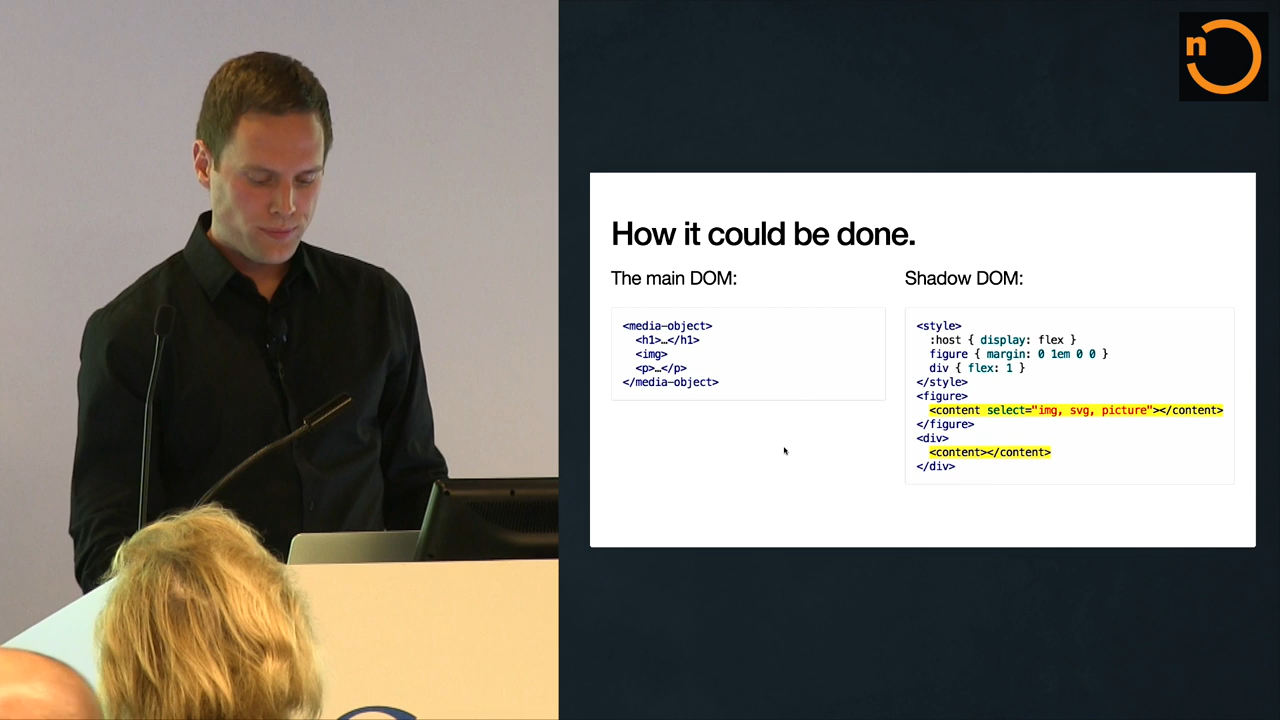 n
How it could be done.
The main DOM:
<media-object>
<h1>…</h1>
<img>
<p>…</p>
</media-object>
Shadow DOM:
<style>
:host { display: flex }
figure { margin: 0 1em 0 0 }
div { flex: 1 }
</style>
<figure>
<content select="img, svg, picture"></content>
</figure>
<div>
<content></content>
</div>